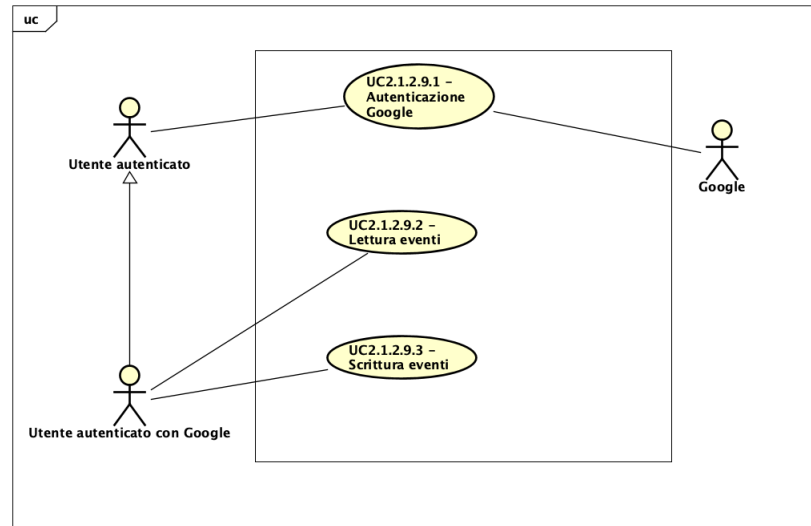 uc
UC2.1.2.9.1 –
Autenticazione
Google
Utente autenticato
Google
UC2.1.2.9.2 –
Lettura eventi
UC2.1.2.9.3 –
Scrittura eventi
Utente autenticato con Google